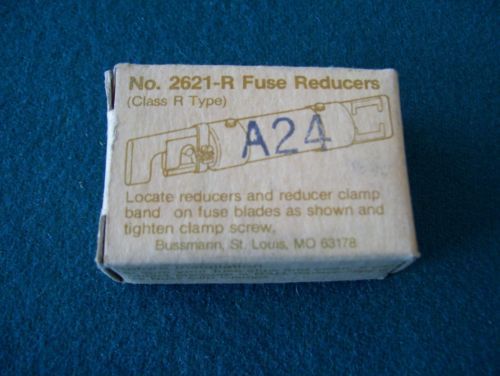 No. 2621-R Fuse Reducers
(Class R Type)
A24
Locate reducers and reducer clamp
band on fuse blades as shown and
tighten clamp screw.
Bussmann, St. Louis, MO 63178